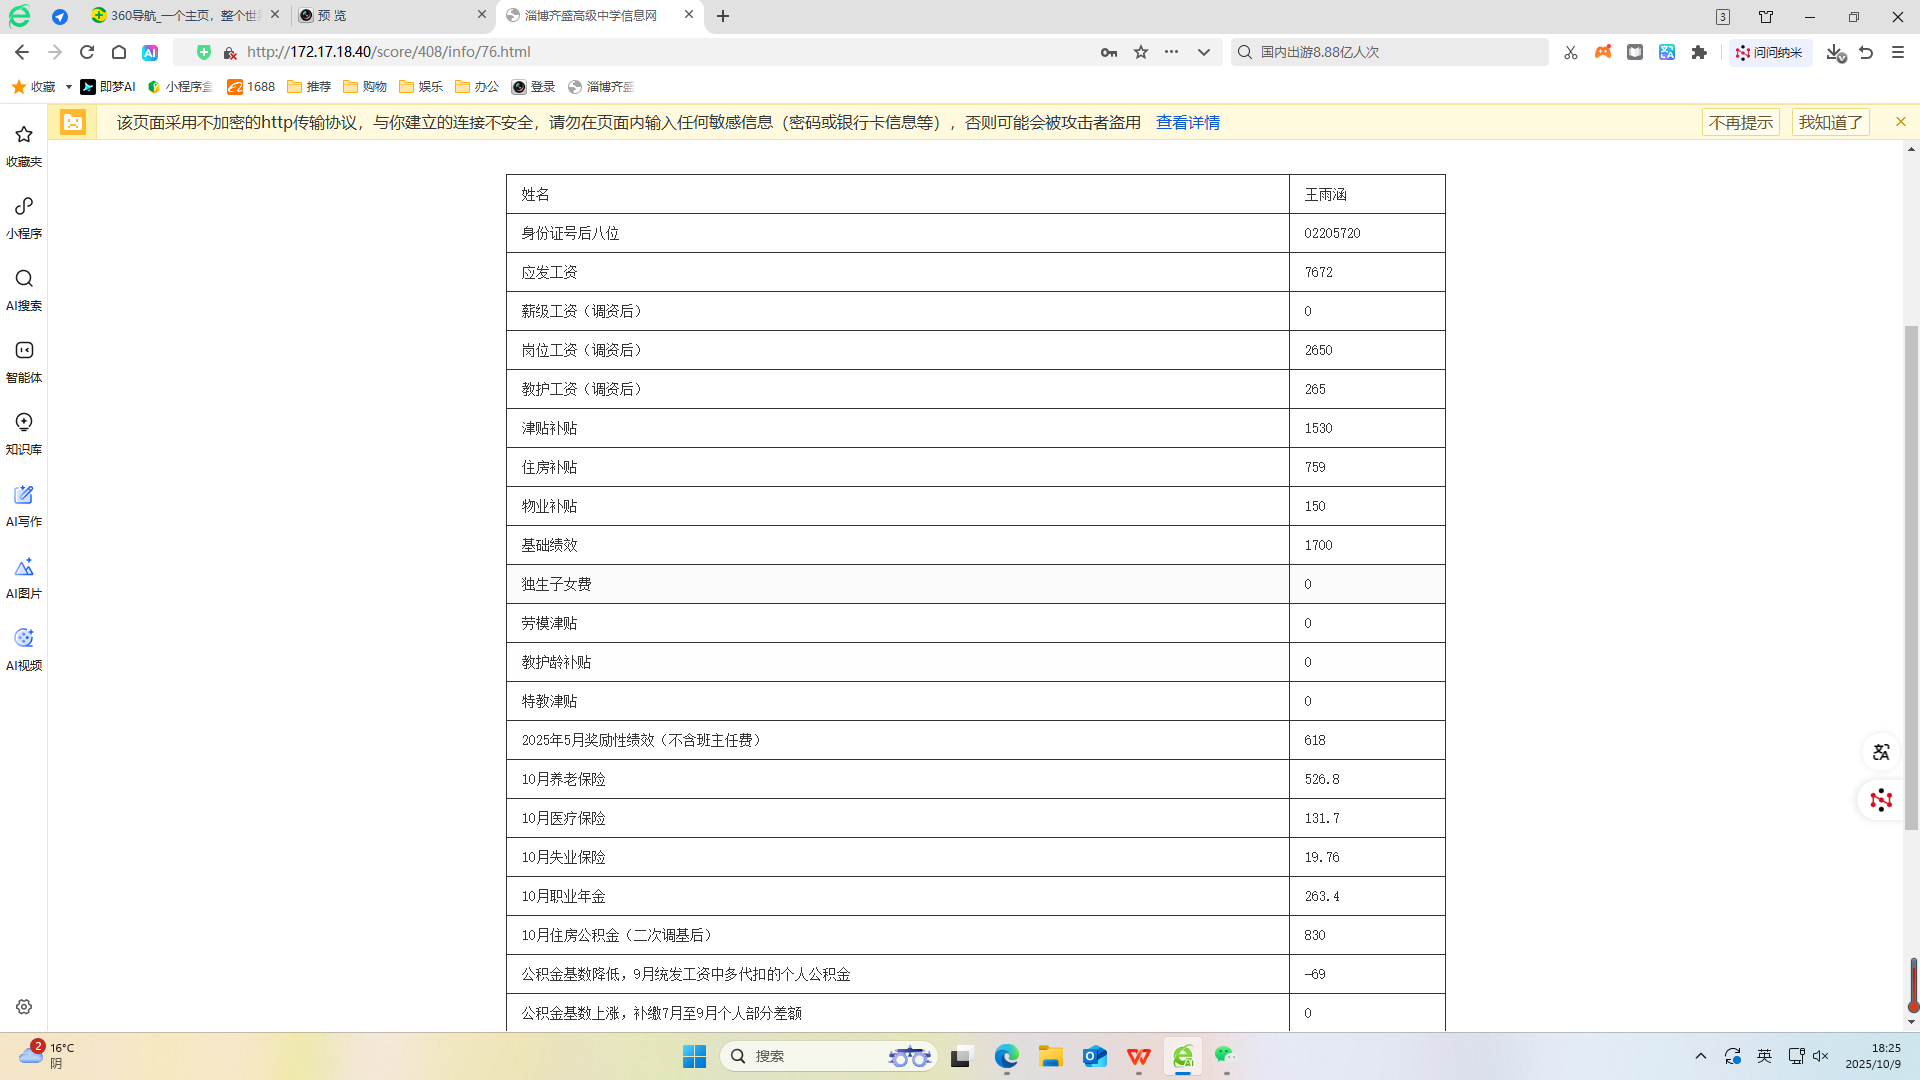 360导航_一个主页，整个世
预 览
淄博齐盛高级中学信息网
3
http://172.17.18.40/score/408/info/76.html
国内出游8.88亿人次
问问纳米
收藏
即梦AI
小程序盒
1688
推荐
购物
娱乐
办公
登录
淄博齐盛
该页面采用不加密的http传输协议，与你建立的连接不安全，请勿在页面内输入任何敏感信息（密码或银行卡信息等），否则可能会被攻击者盗用 查看详情
不再提示
我知道了
收藏夹
小程序
AI搜索
智能体
知识库
AI写作
AI图片
AI视频
姓名 王雨涵
身份证号后八位 02205720
应发工资 7672
薪级工资（调资后） 0
岗位工资（调资后） 2650
教护工资（调资后） 265
津贴补贴 1530
住房补贴 759
物业补贴 150
基础绩效 1700
独生子女费 0
劳模津贴 0
教护龄补贴 0
特教津贴 0
2025年5月奖励性绩效（不含班主任费） 618
10月养老保险 526.8
10月医疗保险 131.7
10月失业保险 19.76
10月职业年金 263.4
10月住房公积金（二次调基后） 830
公积金基数降低，9月统发工资中多代扣的个人公积金 -69
公积金基数上涨，补缴7月至9月个人部分差额 0
2
16°C
阴
搜索
英
18:25
2025/10/9